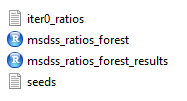 iter0_ratios
msdss_ratios_forest
msdss_ratios_forest_results
seeds